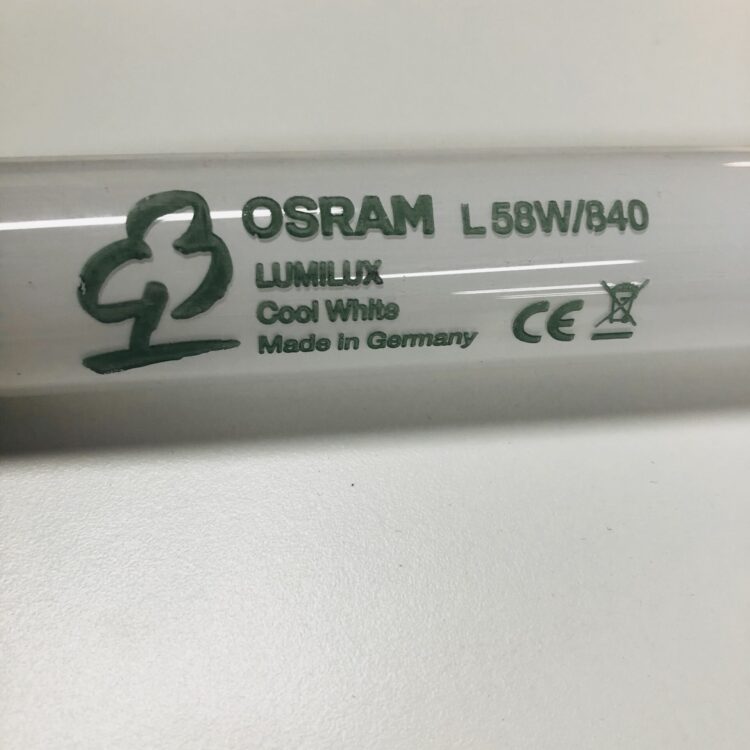 OSRAM L 58W/840
LUMILUX
Cool White
Made in Germany
CE